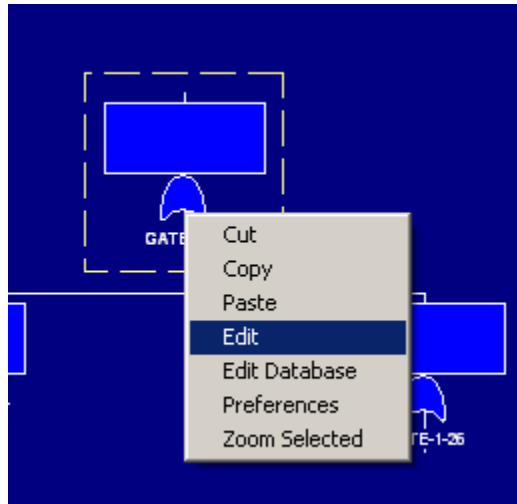 GATE
Cut
Copy
Paste
Edit
Edit Database
Preferences
Zoom Selected
TE-1-26